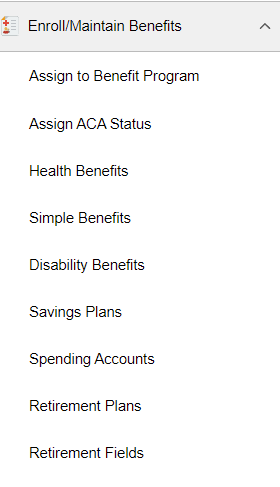 Enroll/Maintain Benefits
Assign to Benefit Program
Assign ACA Status
Health Benefits
Simple Benefits
Disability Benefits
Savings Plans
Spending Accounts
Retirement Plans
Retirement Fields